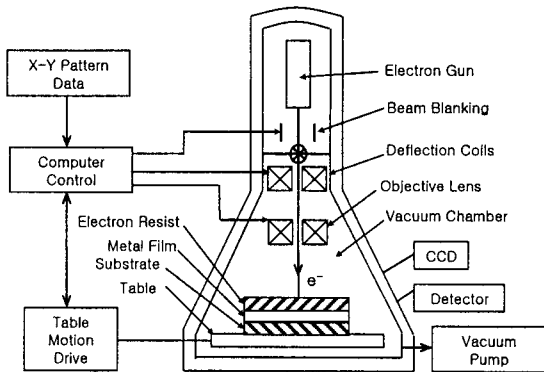 X-Y Pattern
Data
Electron Gun
Beam Blanking
Computer
Control
Deflection Coils
Objective Lens
Vacuum Chamber
Electron Resist
Metal Film
Substrate
Table
e⁻
CCD
Detector
Table
Motion
Drive
Vacuum
Pump